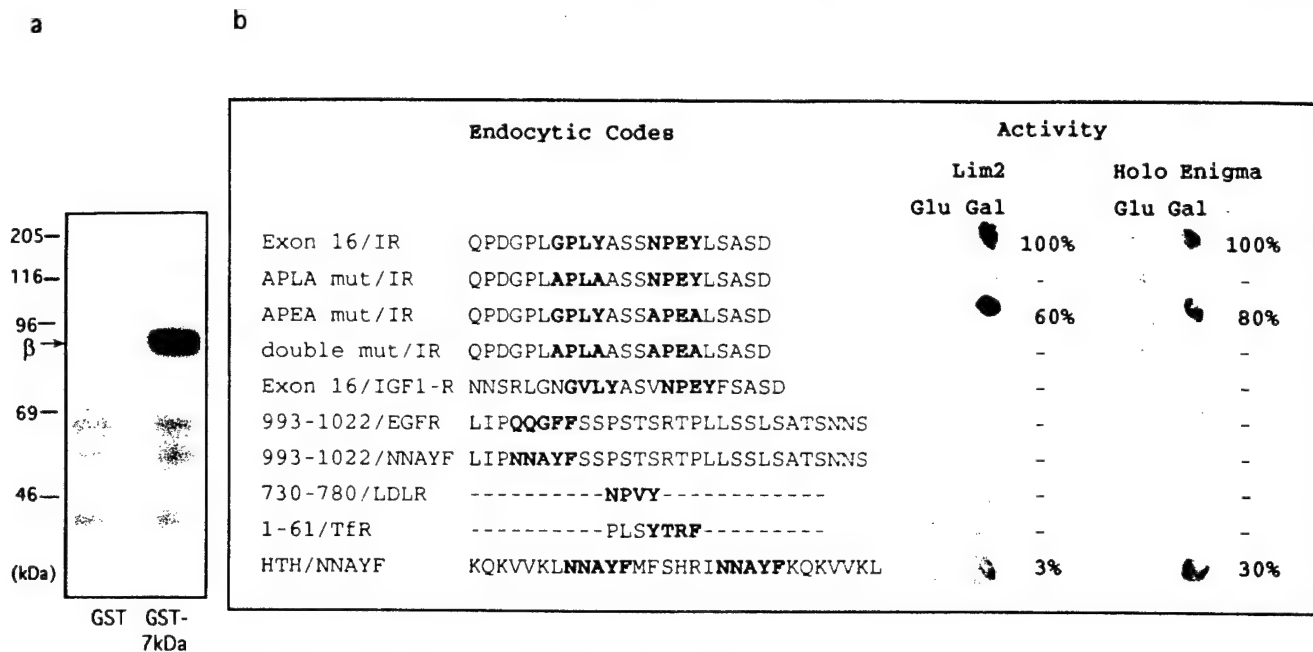 a
b
205
116
96
β
69
46
(kDa)
GST GST-
7kDa
Endocytic Codes Activity
Lim2 Holo Enigma
Glu Gal Glu Gal
Exon 16/IR QPDGPLGPLYASSNPEYLSASD 100% 100%
APLA mut/IR QPDGPLAPLAASSNPEYLSASD - -
APEA mut/IR QPDGPLGPLYASSAPEALSASD 60% 80%
double mut/IR QPDGPLAPLAASSAPEALSASD - -
Exon 16/IGF1-R NNSRLGNGVLYASVNPEYFSASD - -
993-1022/EGFR LIPQQGFFSSPSTSRTPLLSSLSATSNNS - -
993-1022/NNAYF LIPNNAYFSSPSTSRTPLLSSLSATSNNS - -
730-780/LDLR ------------NPVY-------------- - -
1-61/TfR ------------PLSYTRF----------- - -
HTH/NNAYF KQKVVKLNNAYFMFSHRINNAYFKQKVVKL 3% 30%